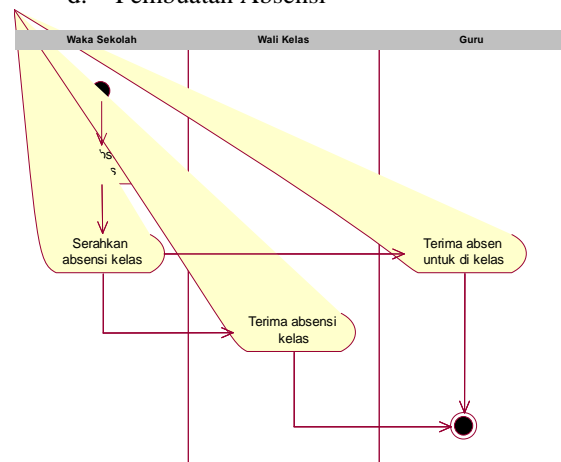 d. Pembuatan Absensi
Waka Sekolah
Wali Kelas
Guru
Serahkan
absensi kelas
Terima absen
untuk di kelas
Terima absensi
kelas